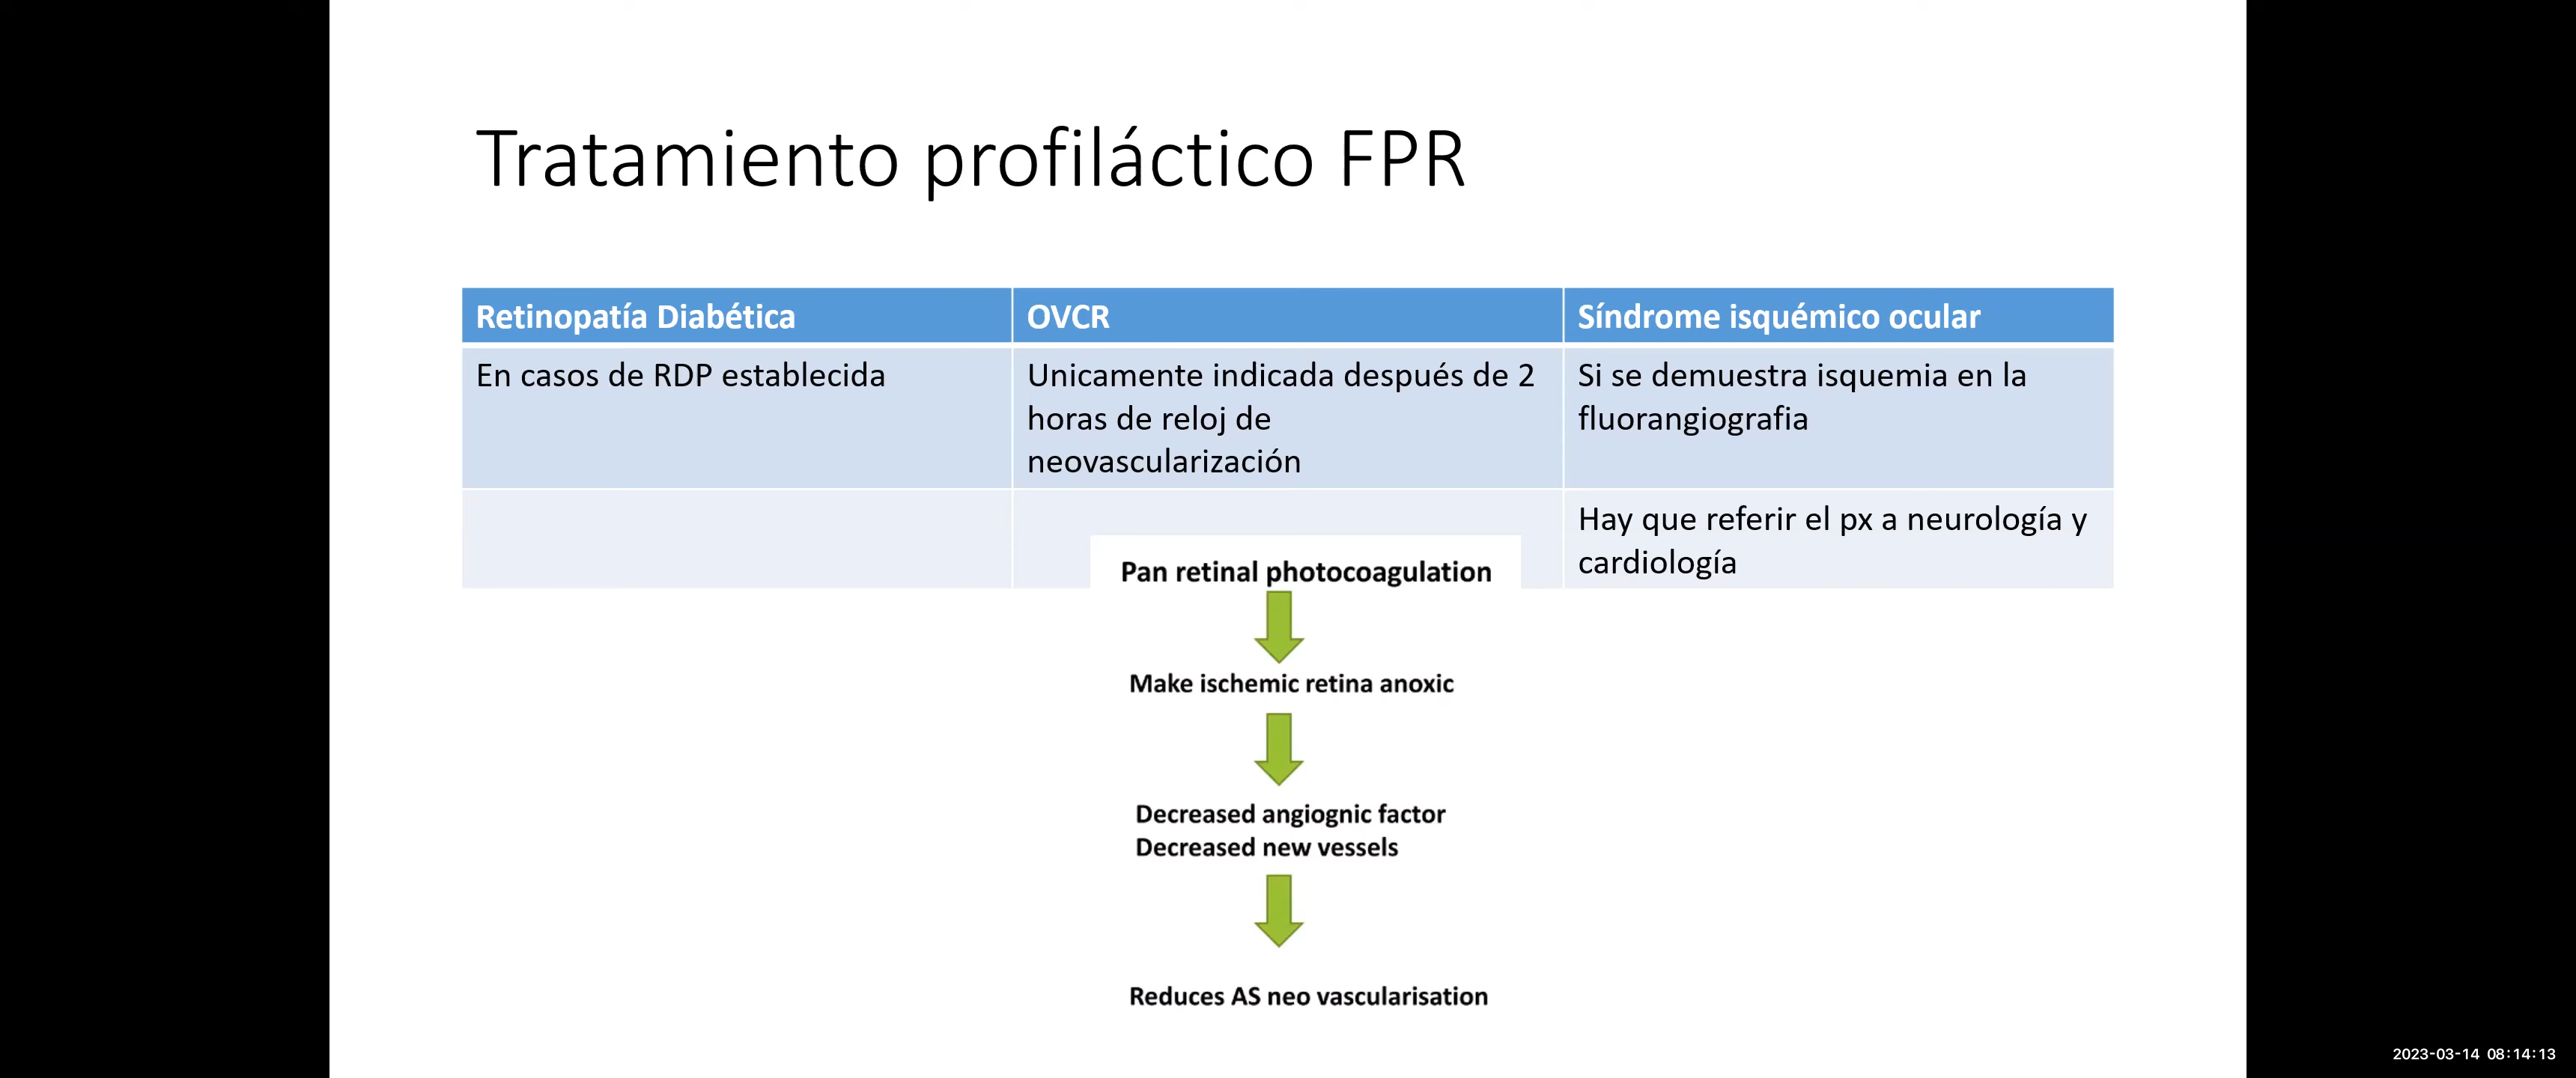 Tratamiento profiláctico FPR
Retinopatía Diabética
OVCR
Síndrome isquémico ocular
En casos de RDP establecida
Unicamente indicada después de 2
horas de reloj de
neovascularización
Si se demuestra isquemia en la
fluorangiografia
Hay que referir el px a neurología y
cardiología
Pan retinal photocoagulation
Make ischemic retina anoxic
Decreased angiognic factor
Decreased new vessels
Reduces AS neo vascularisation
2023-03-14 08:14:13